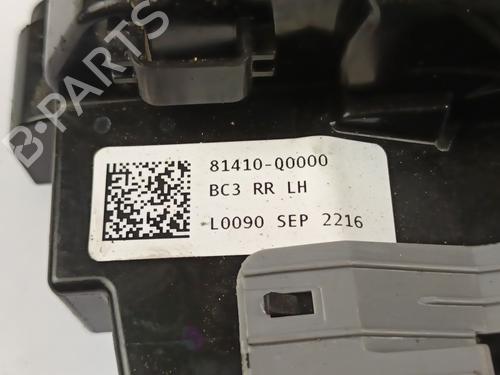 B-PARTS
81410-Q0000
BC3 RR LH
L0090 SEP 2216